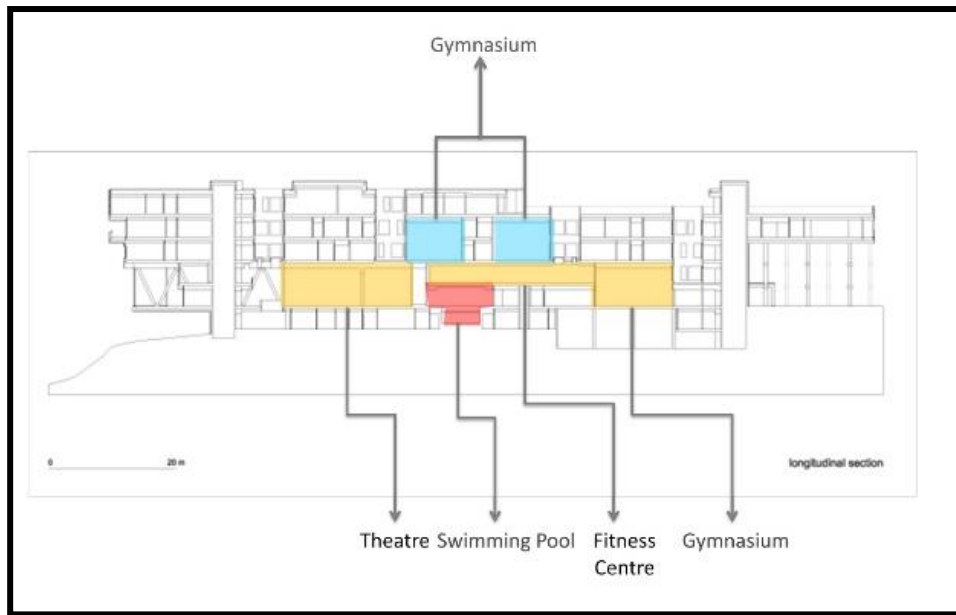 Gymnasium
0 20 m
longitudinal section
Theatre Swimming Pool Fitness Gymnasium
Centre